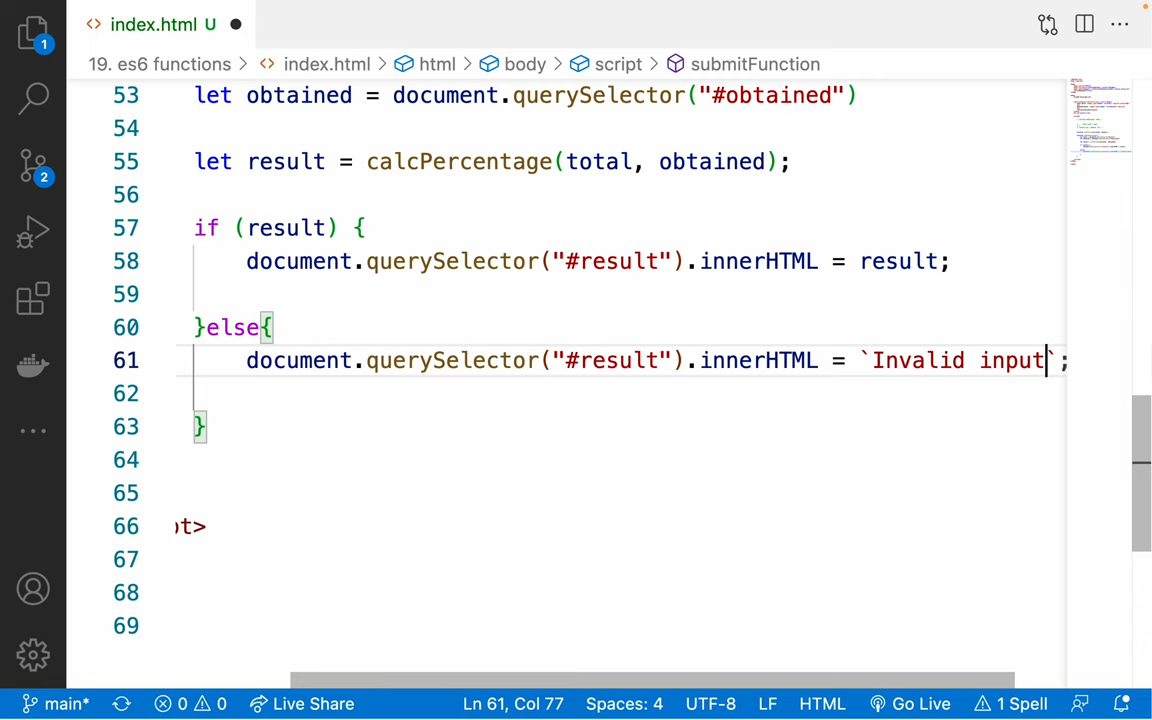 index.html U
19. es6 functions > index.html > html > body > script > submitFunction
53 let obtained = document.querySelector("#obtained")
54
55 let result = calcPercentage(total, obtained);
56
57 if (result) {
58 document.querySelector("#result").innerHTML = result;
59
60 }else{
61 document.querySelector("#result").innerHTML = `Invalid input`;
62
63 }
64
65
66 pt>
67
68
69
1
2
main* 0 0 Live Share Ln 61, Col 77 Spaces: 4 UTF-8 LF HTML Go Live 1 Spell